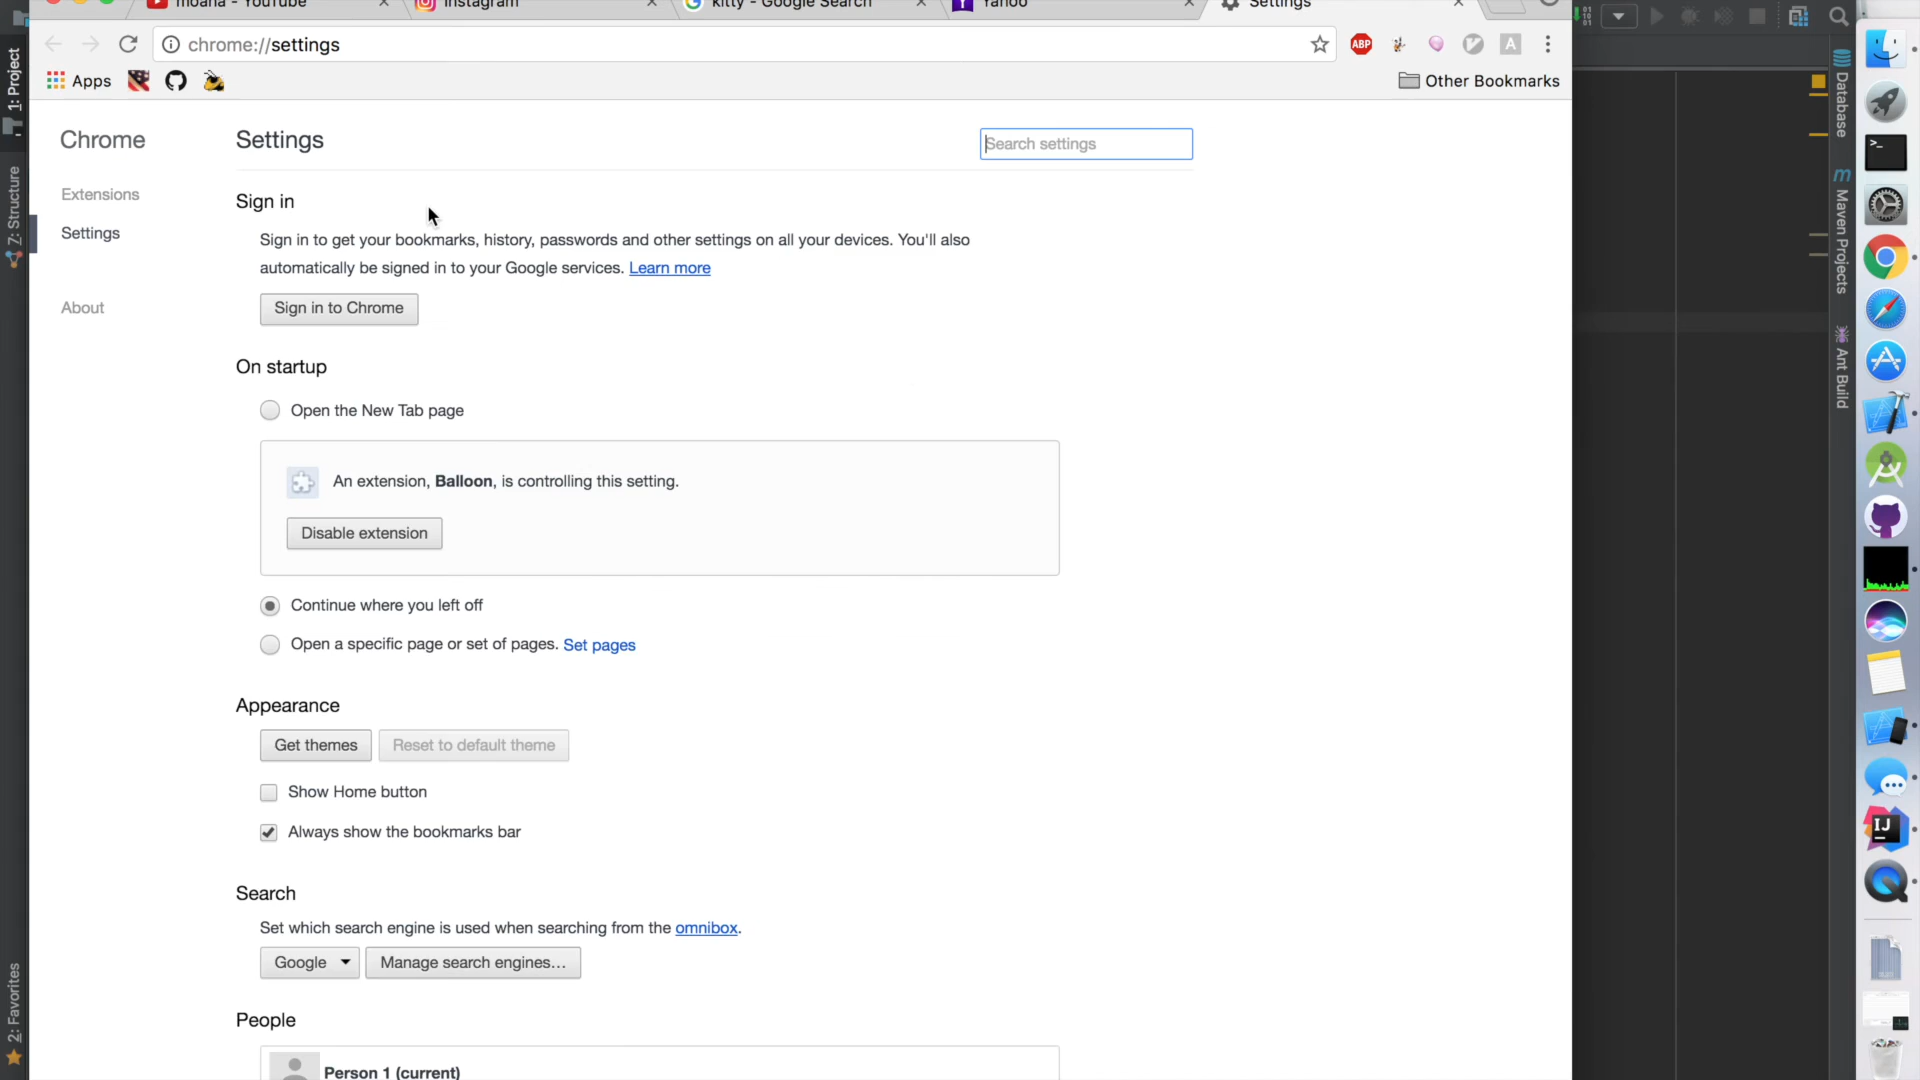 moana - YouTube
Instagram
kitty - Google Search
Yahoo
Settings
chrome://settings
ABP
A
Apps
Other Bookmarks
Chrome
Extensions
Settings
About
Settings
Search settings
Sign in
Sign in to get your bookmarks, history, passwords and other settings on all your devices. You'll also
automatically be signed in to your Google services. Learn more
Sign in to Chrome
On startup
Open the New Tab page
An extension, Balloon, is controlling this setting.
Disable extension
Continue where you left off
Open a specific page or set of pages. Set pages
Appearance
Get themes
Reset to default theme
Show Home button
Always show the bookmarks bar
Search
Set which search engine is used when searching from the omnibox.
Google
Manage search engines...
People
Person 1 (current)
1: Project
7: Structure
2: Favorites
Database
m
Maven Projects
Ant Build
>_
IJ